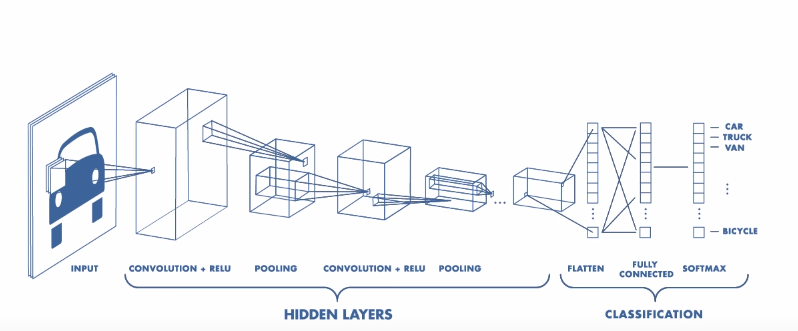 CAR
TRUCK
VAN
BICYCLE
INPUT
CONVOLUTION + RELU
POOLING
CONVOLUTION + RELU
POOLING
FLATTEN
FULLY
CONNECTED
SOFTMAX
HIDDEN LAYERS
CLASSIFICATION